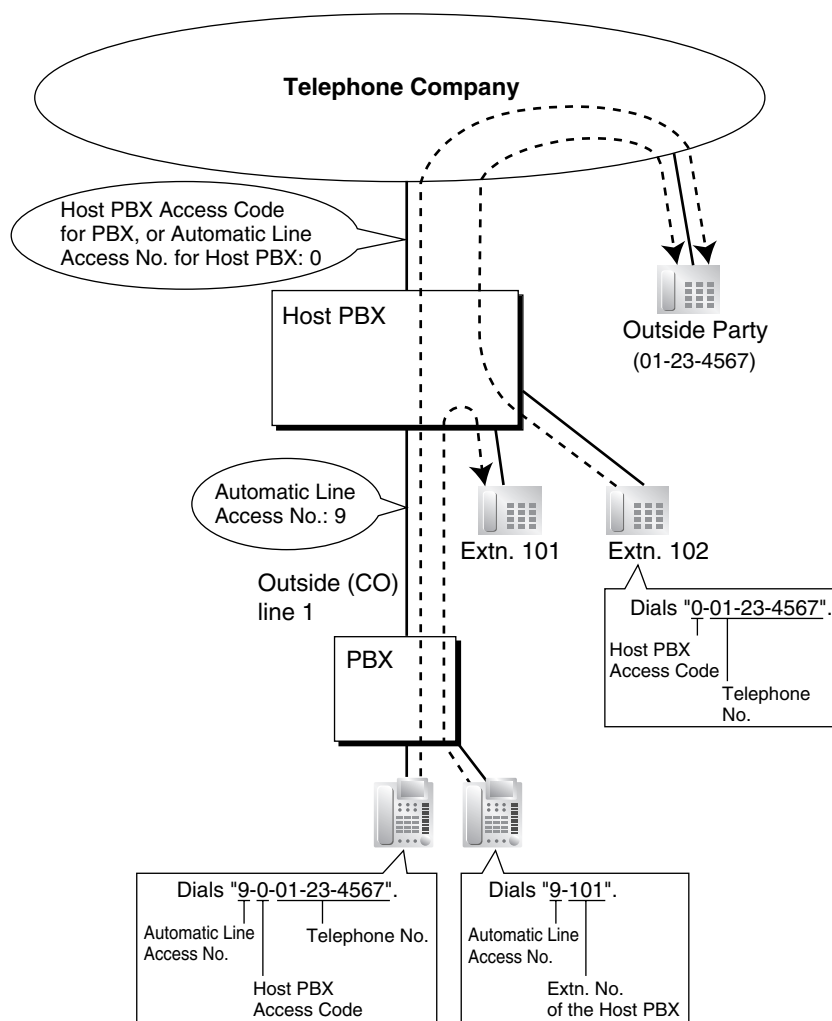 Telephone Company
Host PBX Access Code
for PBX, or Automatic Line
Access No. for Host PBX: 0
Host PBX
Outside Party
(01-23-4567)
Automatic Line
Access No.: 9
Extn. 101
Extn. 102
Outside (CO)
line 1
Dials "0-01-23-4567".
Host PBX
Access Code
Telephone
No.
PBX
Dials "9-0-01-23-4567".
Automatic Line
Access No.
Telephone No.
Host PBX
Access Code
Dials "9-101".
Automatic Line
Access No.
Extn. No.
of the Host PBX